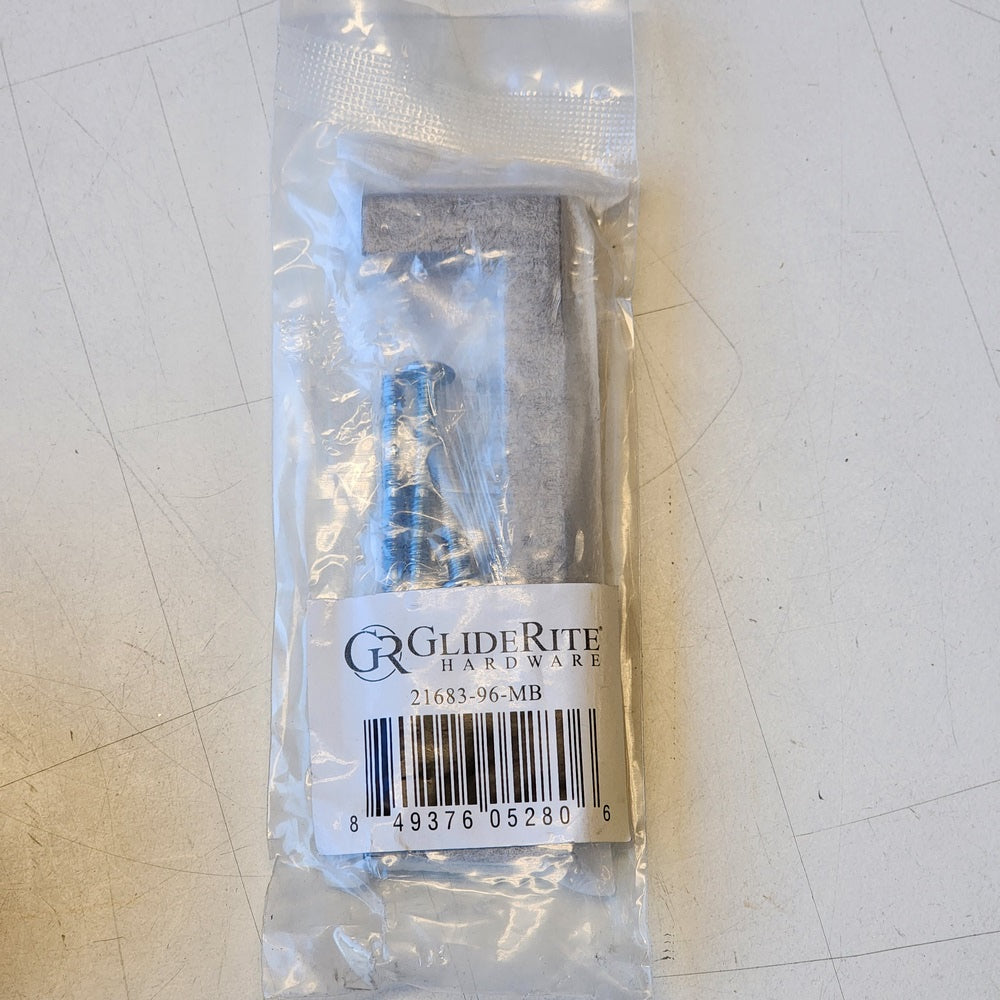 GR GLIDERITE®
HARDWARE
21683-96-MB
8 49376 05280 6